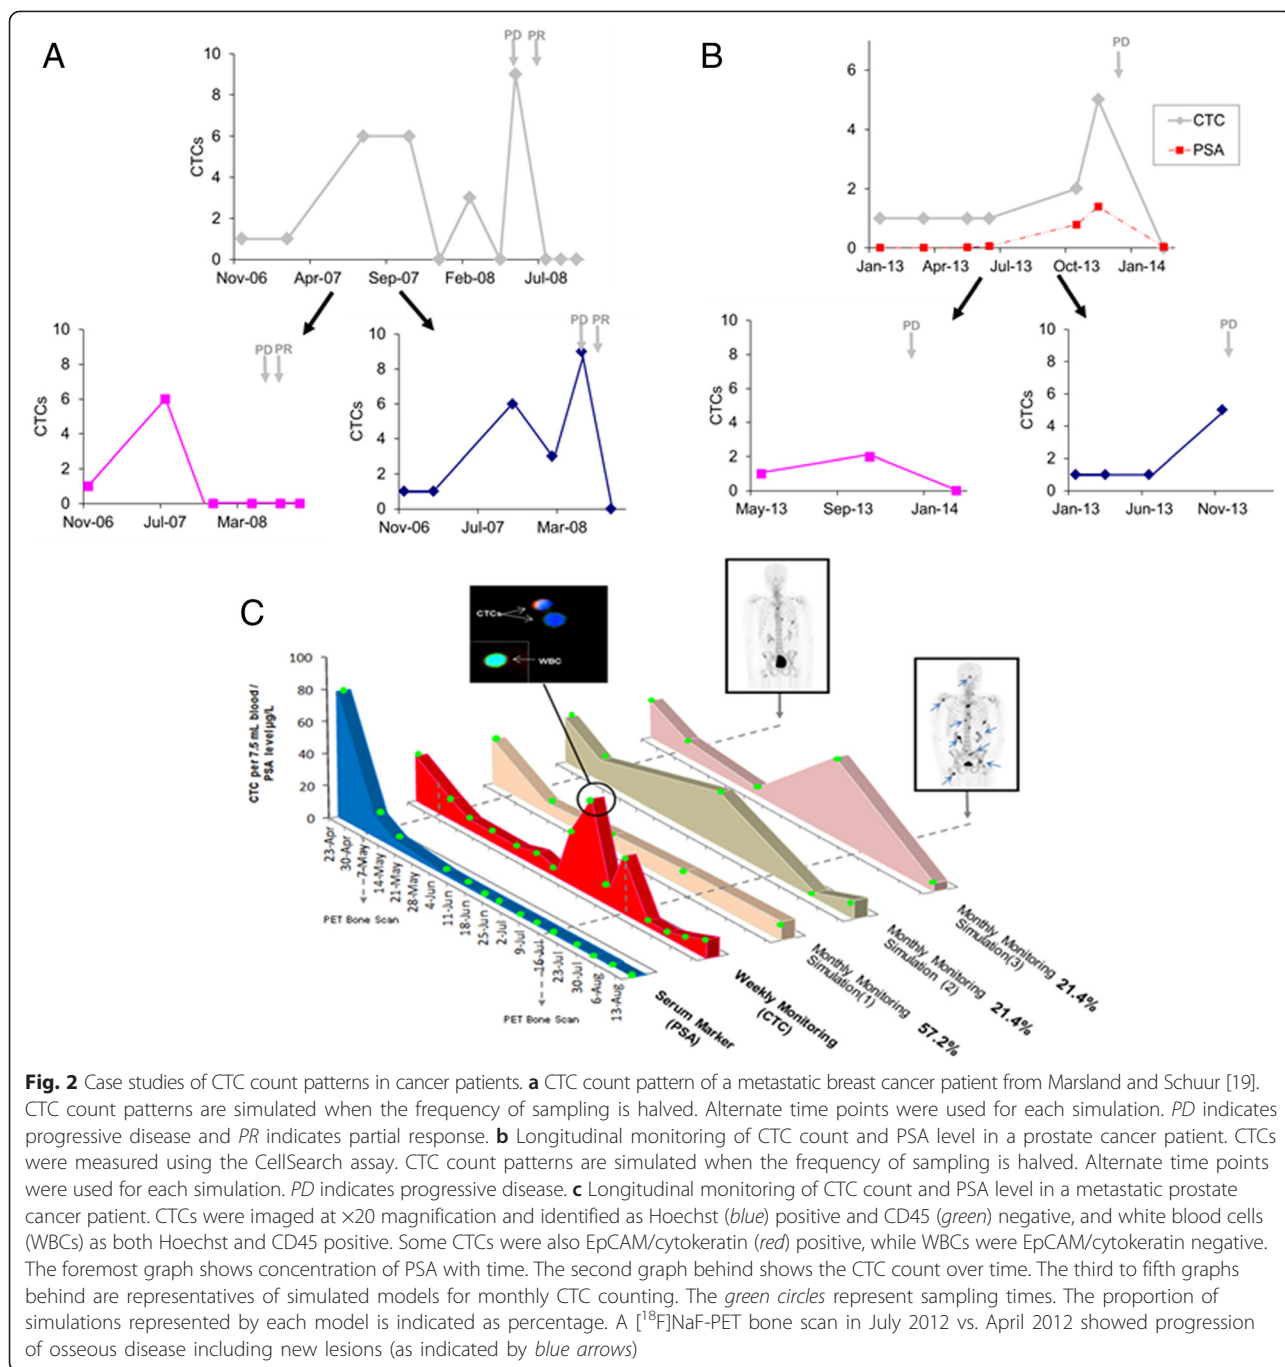 A
PD PR
10
8
6
4
2
0
CTCs
Nov-06 Apr-07 Sep-07 Feb-08 Jul-08
B
PD
6
4
2
0
CTCs
CTC
PSA
Jan-13 Apr-13 Jul-13 Oct-13 Jan-14
PD PR
10
8
6
4
2
0
CTCs
Nov-06 Jul-07 Mar-08
PD PR
10
8
6
4
2
0
CTCs
Nov-06 Jul-07 Mar-08
PD
10
8
6
4
2
0
CTCs
May-13 Sep-13 Jan-14
PD
10
8
6
4
2
0
CTCs
Jan-13 Jun-13 Nov-13
C
CTCs
WBC
100
80
60
40
20
0
CTC per 7.5mL blood/
PSA level µg/L
23-Apr
30-Apr
7-May
14-May
21-May
28-May
4-Jun
11-Jun
18-Jun
25-Jun
2-Jul
9-Jul
16-Jul
23-Jul
30-Jul
6-Aug
13-Aug
PET Bone Scan
PET Bone Scan
Serum Marker
(PSA)
Weekly Monitoring
(CTC)
Monthly Monitoring
Simulation(1) 57.2%
Monthly Monitoring
Simulation (2) 21.4%
Monthly Monitoring
Simulation(3) 21.4%
Fig. 2 Case studies of CTC count patterns in cancer patients. a CTC count pattern of a metastatic breast cancer patient from Marsland and Schuur [19].
CTC count patterns are simulated when the frequency of sampling is halved. Alternate time points were used for each simulation. PD indicates
progressive disease and PR indicates partial response. b Longitudinal monitoring of CTC count and PSA level in a prostate cancer patient. CTCs
were measured using the CellSearch assay. CTC count patterns are simulated when the frequency of sampling is halved. Alternate time points
were used for each simulation. PD indicates progressive disease. c Longitudinal monitoring of CTC count and PSA level in a metastatic prostate
cancer patient. CTCs were imaged at ×20 magnification and identified as Hoechst (blue) positive and CD45 (green) negative, and white blood cells
(WBCs) as both Hoechst and CD45 positive. Some CTCs were also EpCAM/cytokeratin (red) positive, while WBCs were EpCAM/cytokeratin negative.
The foremost graph shows concentration of PSA with time. The second graph behind shows the CTC count over time. The third to fifth graphs
behind are representatives of simulated models for monthly CTC counting. The green circles represent sampling times. The proportion of
simulations represented by each model is indicated as percentage. A [18F]NaF-PET bone scan in July 2012 vs. April 2012 showed progression
of osseous disease including new lesions (as indicated by blue arrows)